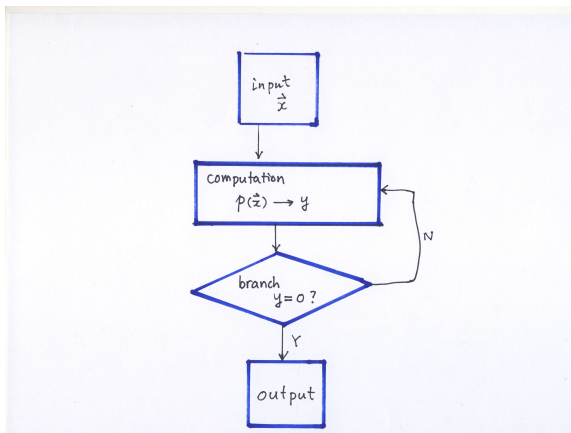 input
x⃗
computation
p(x⃗) → y
N
branch
y=0?
Y
output